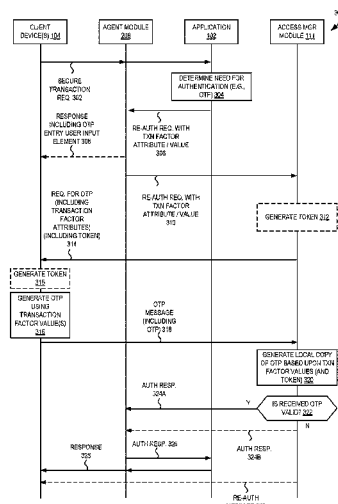 CLIENT
DEVICE(S) 104
AGENT MODULE
APPLICATION
102
ACCESS MGR
MODULE 114
SECURE
TRANSACTION
REQ. 302
DETERMINE NEED FOR
AUTHENTICATION (E.G.,
OTP) 304
RESPONSE
INCLUDING OTP
ENTRY USER INPUT
ELEMENT 308
RE-AUTH REQ. WITH
TXN FACTOR
ATTRIBUTE / VALUE
306
REQ. FOR OTP
(INCLUDING
TRANSACTION
FACTOR
ATTRIBUTES)
(INCLUDING TOKEN)
314
RE-AUTH REQ. WITH
TXN FACTOR
ATTRIBUTE / VALUE
310
GENERATE TOKEN 312
GENERATE TOKEN
315
GENERATE OTP
USING
TRANSACTION
FACTOR VALUE(S)
316
OTP
MESSAGE
(INCLUDING
OTP) 318
GENERATE LOCAL COPY
OF OTP BASED UPON TXN
FACTOR VALUES (AND
TOKEN) 320
AUTH RESP.
324A
Y
IS RECEIVED OTP
VALID? 322
N
RESPONSE
AUTH RESP.
AUTH RESP.
324B
RE-AUTH